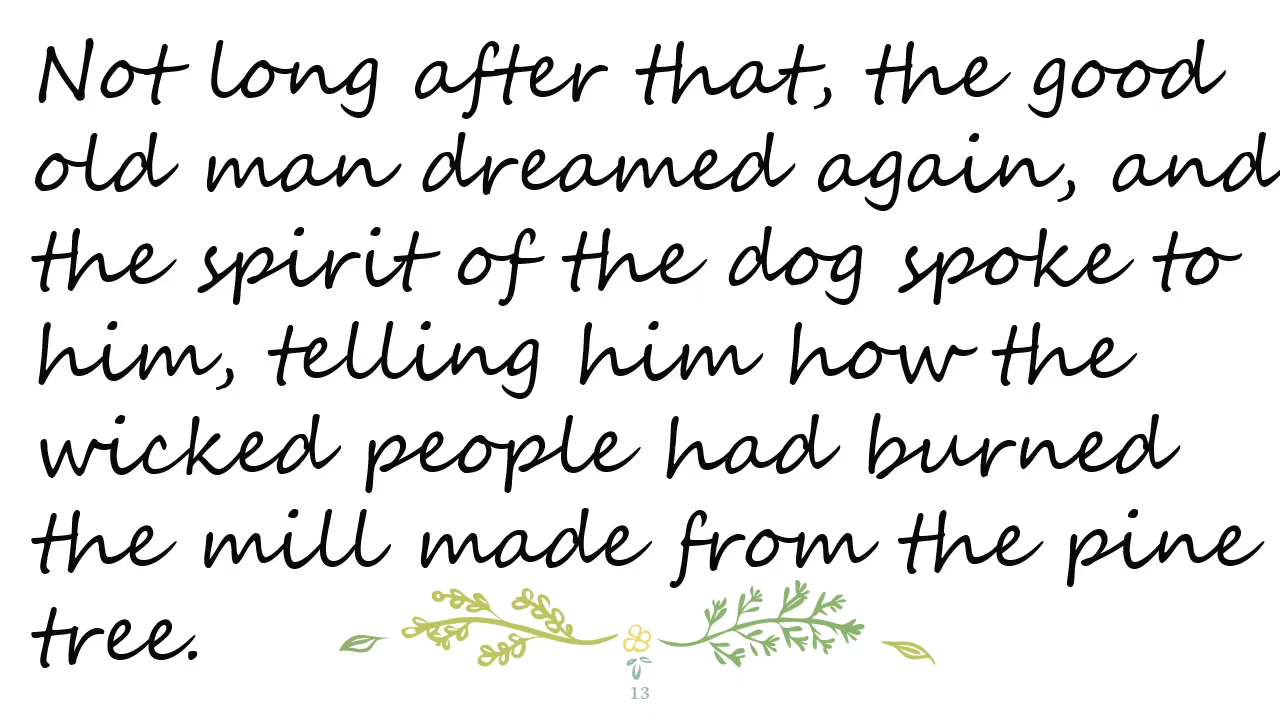 Not long after that, the good
old man dreamed again, and
the spirit of the dog spoke to
him, telling him how the
wicked people had burned
the mill made from the pine
tree.
13